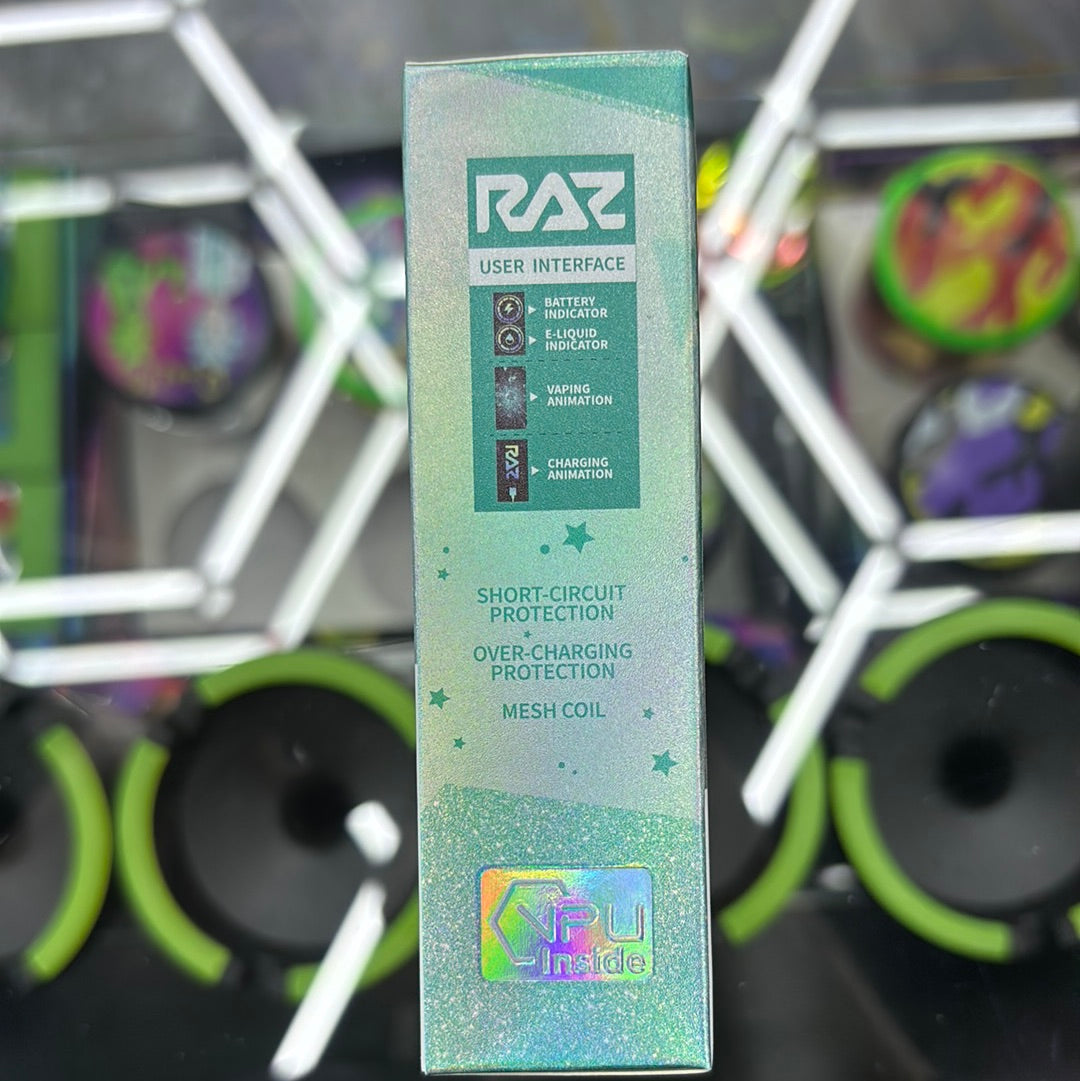 RAZ
USER INTERFACE
BATTERY
INDICATOR
E-LIQUID
INDICATOR
VAPING
ANIMATION
RAZ
CHARGING
ANIMATION
SHORT-CIRCUIT
PROTECTION
OVER-CHARGING
PROTECTION
MESH COIL
VPU
Inside